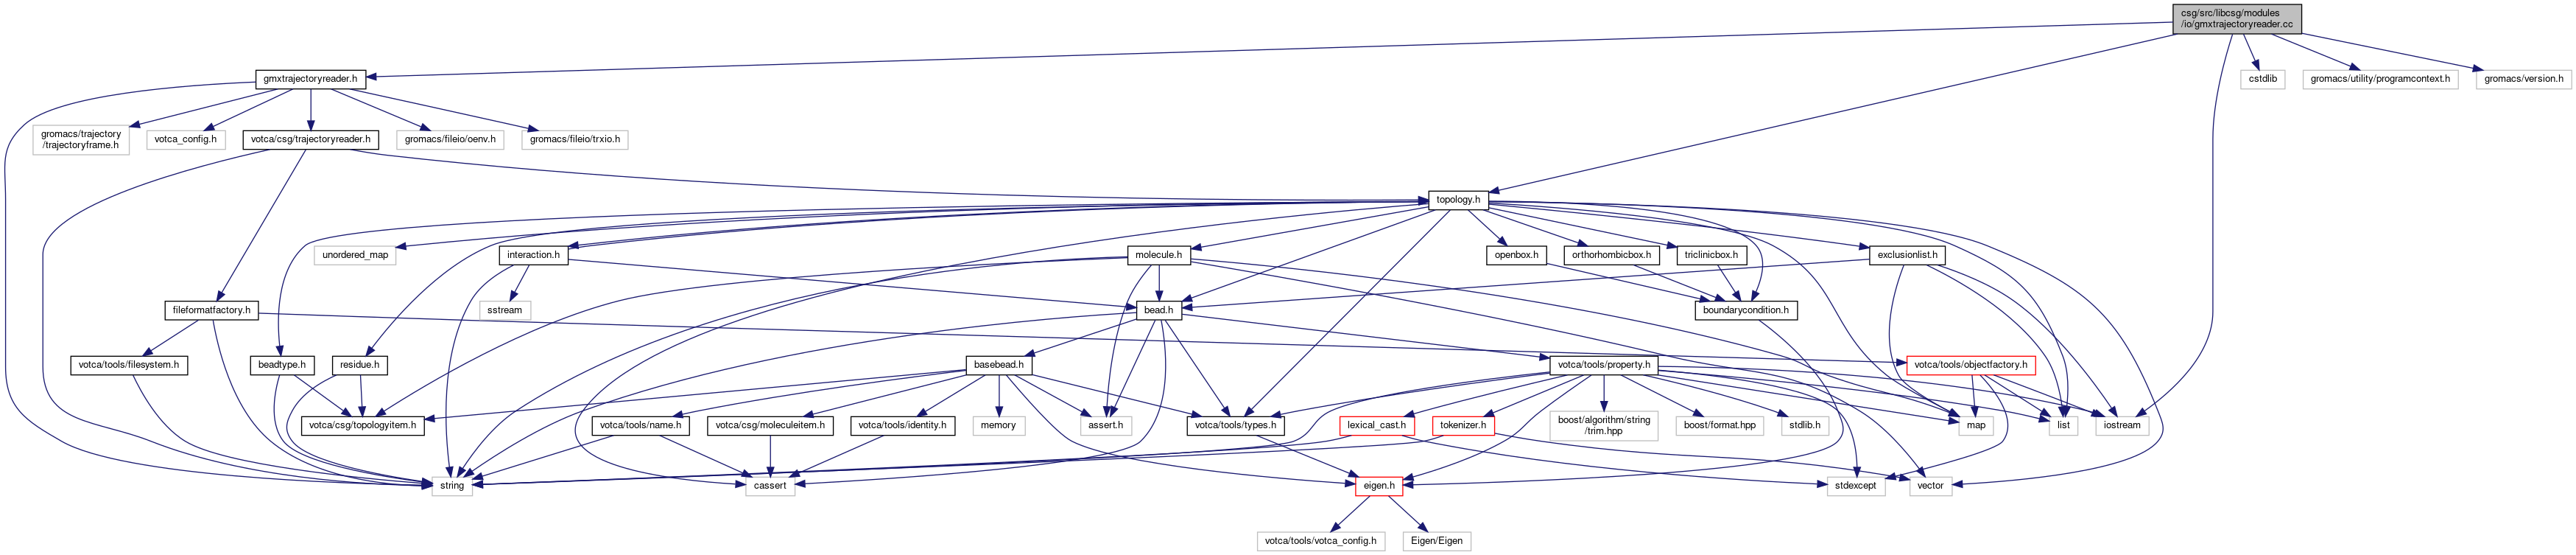 csg/src/libcsg/modules
/io/gmxtrajectoryreader.cc
gmxtrajectoryreader.h
cstdlib
gromacs/utility/programcontext.h
gromacs/version.h
gromacs/trajectory
/trajectoryframe.h
votca_config.h
votca/csg/trajectoryreader.h
gromacs/fileio/oenv.h
gromacs/fileio/trxio.h
topology.h
unordered_map
interaction.h
molecule.h
openbox.h
orthorhombicbox.h
triclinicbox.h
exclusionlist.h
fileformatfactory.h
sstream
bead.h
boundarycondition.h
votca/tools/filesystem.h
beadtype.h
residue.h
basebead.h
votca/tools/property.h
votca/tools/objectfactory.h
votca/csg/topologyitem.h
votca/tools/name.h
votca/csg/moleculeitem.h
votca/tools/identity.h
memory
assert.h
votca/tools/types.h
lexical_cast.h
tokenizer.h
boost/algorithm/string
/trim.hpp
boost/format.hpp
stdlib.h
map
list
iostream
string
cassert
eigen.h
stdexcept
vector
votca/tools/votca_config.h
Eigen/Eigen